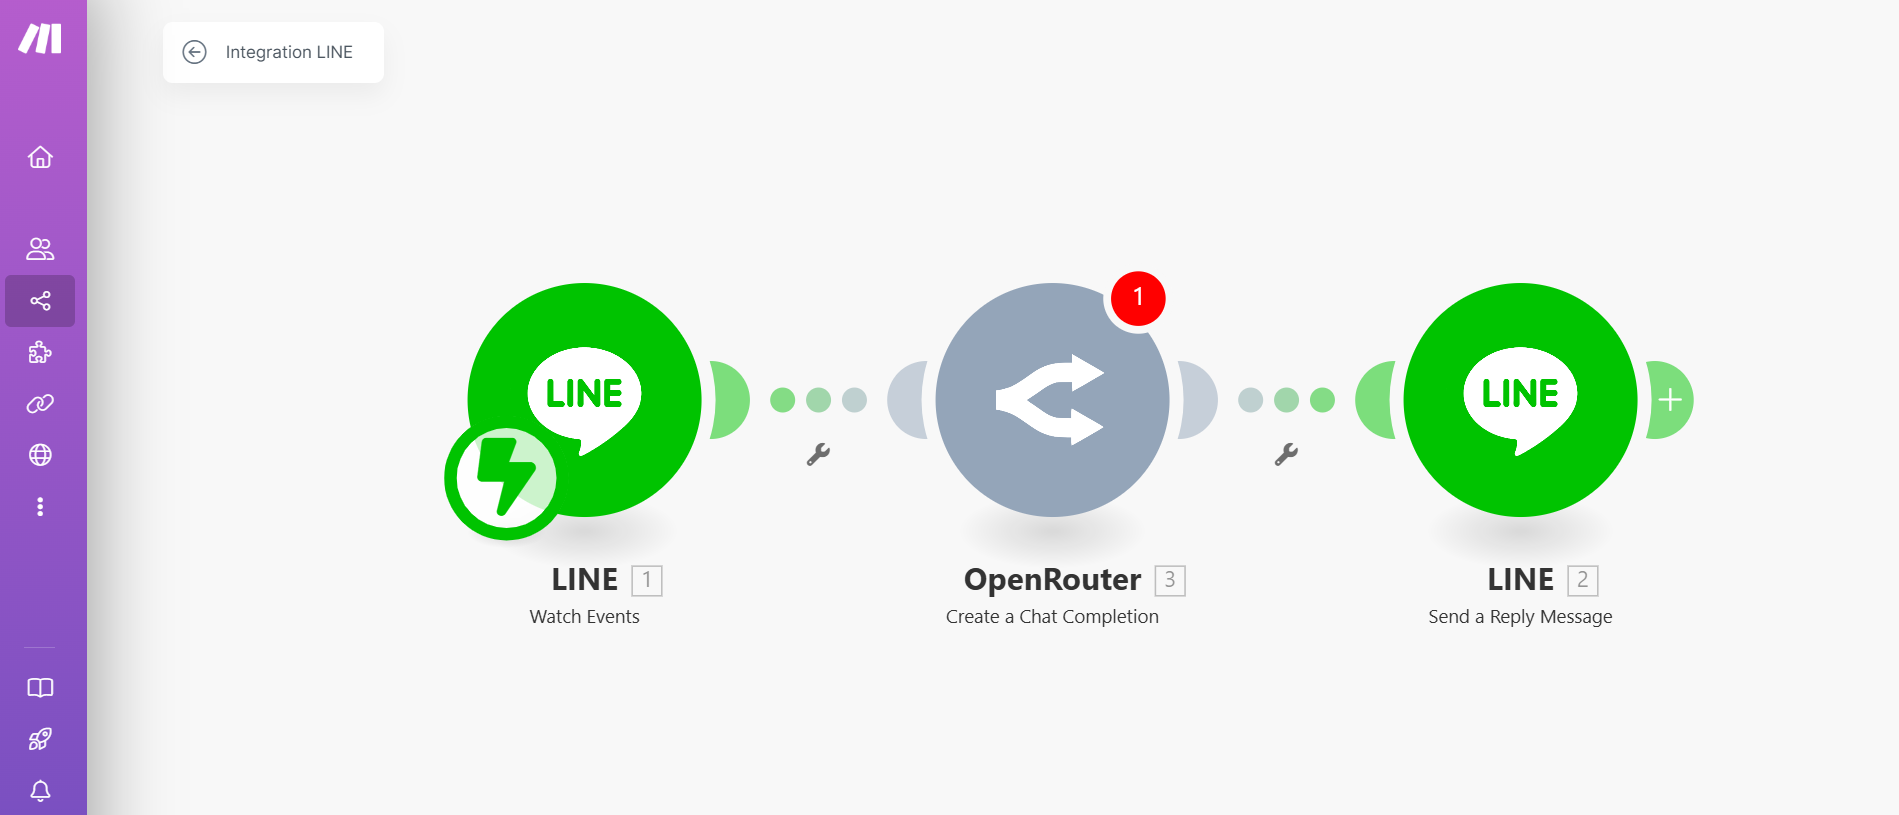 Integration LINE
1
LINE
LINE
LINE 1
Watch Events
OpenRouter 3
Create a Chat Completion
LINE 2
Send a Reply Message